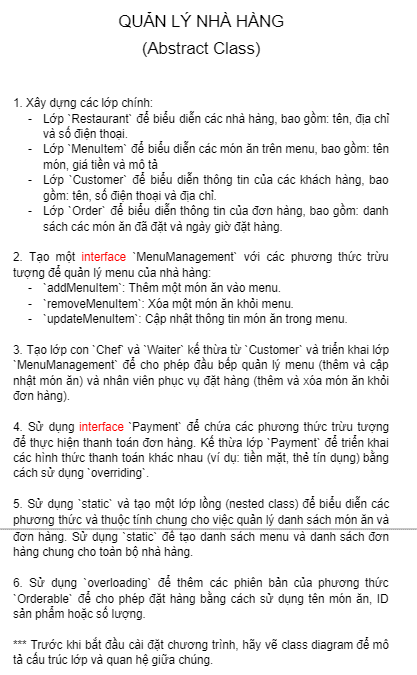 QUẢN LÝ NHÀ HÀNG
(Abstract Class)
1. Xây dựng các lớp chính:
- Lớp `Restaurant` để biểu diễn các nhà hàng, bao gồm: tên, địa chỉ
và số điện thoại.
- Lớp `MenuItem` để biểu diễn các món ăn trên menu, bao gồm: tên
món, giá tiền và mô tả
- Lớp `Customer` để biểu diễn thông tin của các khách hàng, bao
gồm: tên, số điện thoại và địa chỉ.
- Lớp `Order` để biểu diễn thông tin của đơn hàng, bao gồm: danh
sách các món ăn đã đặt và ngày giờ đặt hàng.
2. Tạo một interface `MenuManagement` với các phương thức trừu
tượng để quản lý menu của nhà hàng:
- `addMenuItem`: Thêm một món ăn vào menu.
- `removeMenuItem`: Xóa một món ăn khỏi menu.
- `updateMenuItem`: Cập nhật thông tin món ăn trong menu.
3. Tạo lớp con `Chef` và `Waiter` kế thừa từ `Customer` và triển khai lớp
`MenuManagement` để cho phép đầu bếp quản lý menu (thêm và cập
nhật món ăn) và nhân viên phục vụ đặt hàng (thêm và xóa món ăn khỏi
đơn hàng).
4. Sử dụng interface `Payment` để chứa các phương thức trừu tượng
để thực hiện thanh toán đơn hàng. Kế thừa lớp `Payment` để triển khai
các hình thức thanh toán khác nhau (ví dụ: tiền mặt, thẻ tín dụng) bằng
cách sử dụng `overriding`.
5. Sử dụng `static` và tạo một lớp lồng (nested class) để biểu diễn các
phương thức và thuộc tính chung cho việc quản lý danh sách món ăn và
đơn hàng. Sử dụng `static` để tạo danh sách menu và danh sách đơn
hàng chung cho toàn bộ nhà hàng.
6. Sử dụng `overloading` để thêm các phiên bản của phương thức
`Orderable` để cho phép đặt hàng bằng cách sử dụng tên món ăn, ID
sản phẩm hoặc số lượng.
*** Trước khi bắt đầu cài đặt chương trình, hãy vẽ class diagram để mô
tả cấu trúc lớp và quan hệ giữa chúng.